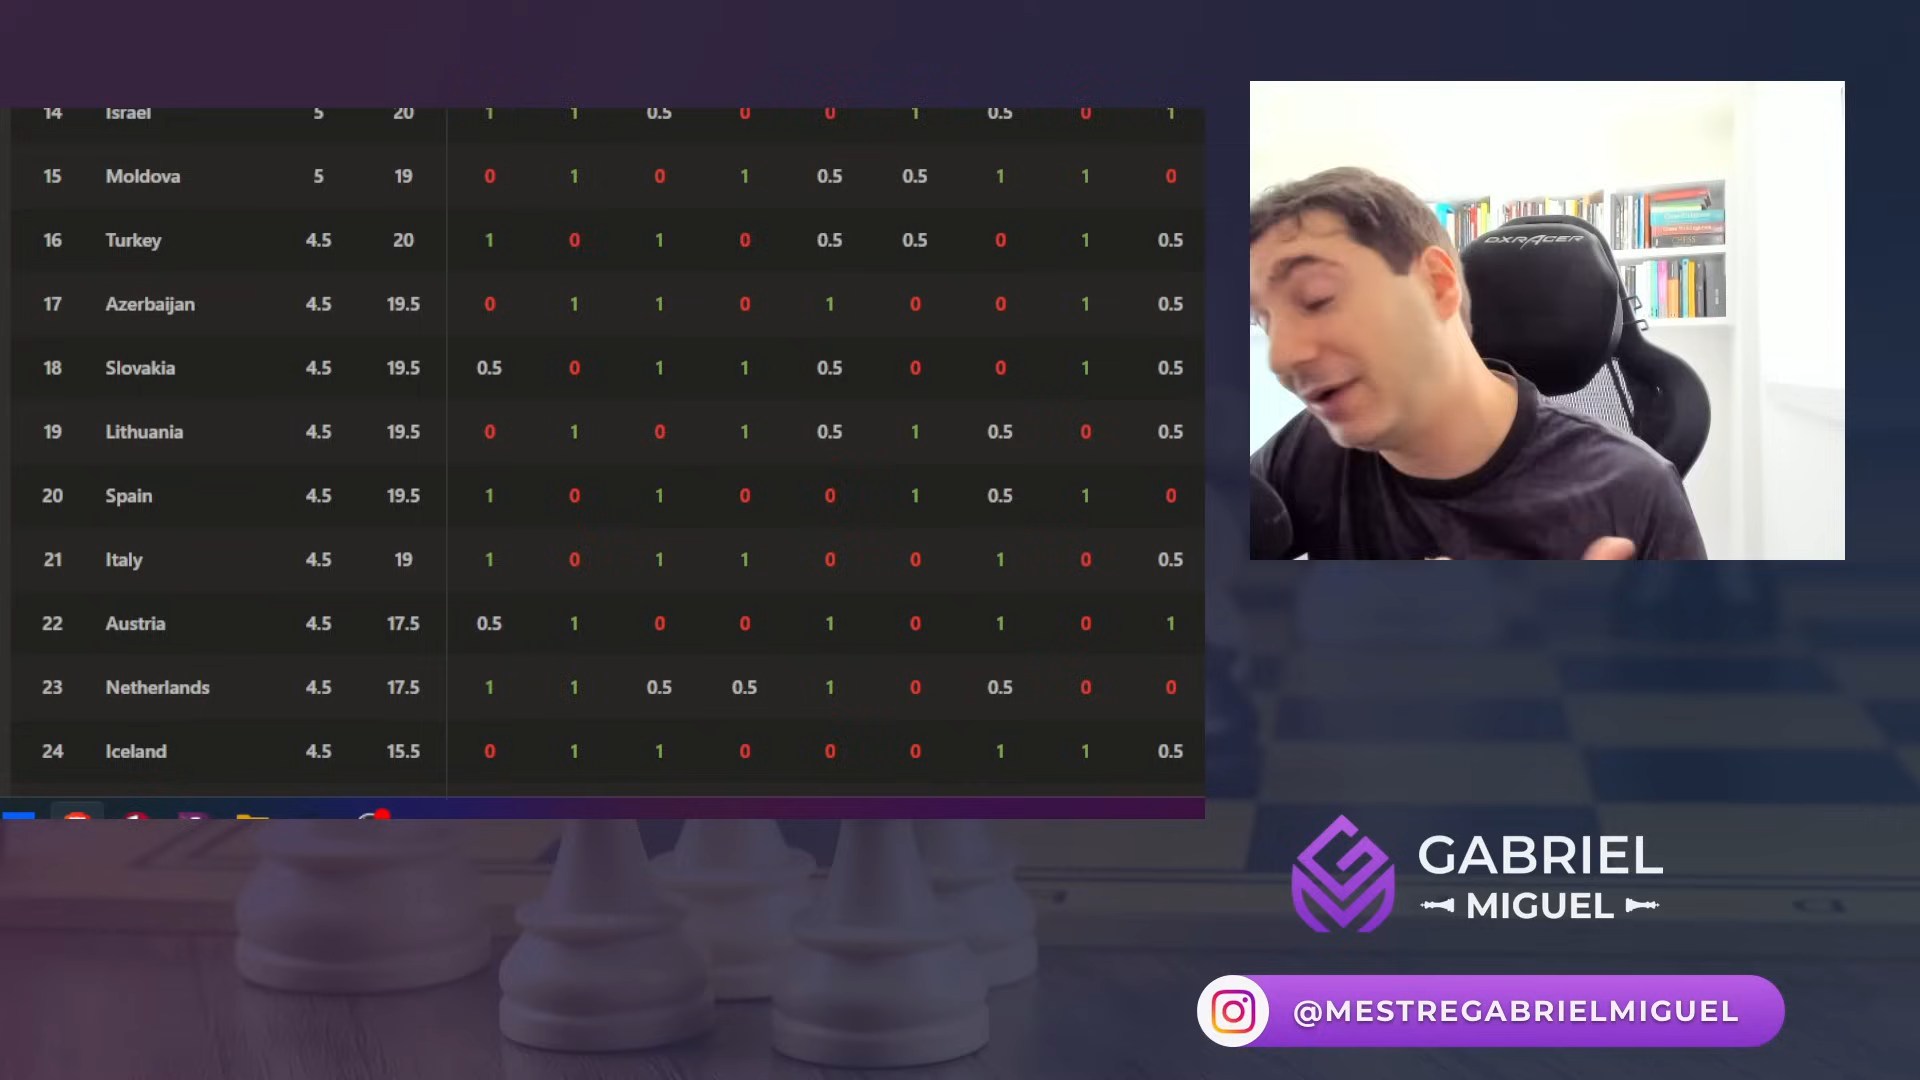 14 Israel 5 20 1 1 0.5 0 0 1 0.5 0 1
15 Moldova 5 19 0 1 0 1 0.5 0.5 1 1 0
16 Turkey 4.5 20 1 0 1 0 0.5 0.5 0 1 0.5
17 Azerbaijan 4.5 19.5 0 1 1 0 1 0 0 1 0.5
18 Slovakia 4.5 19.5 0.5 0 1 1 0.5 0 0 1 0.5
19 Lithuania 4.5 19.5 0 1 0 1 0.5 1 0.5 0 0.5
20 Spain 4.5 19.5 1 0 1 0 0 1 0.5 1 0
21 Italy 4.5 19 1 0 1 1 0 0 1 0 0.5
22 Austria 4.5 17.5 0.5 1 0 0 1 0 1 0 1
23 Netherlands 4.5 17.5 1 1 0.5 0.5 1 0 0.5 0 0
24 Iceland 4.5 15.5 0 1 1 0 0 0 1 1 0.5
DXRACER
CHESS
GABRIEL
MIGUEL
@MESTREGABRIELMIGUEL